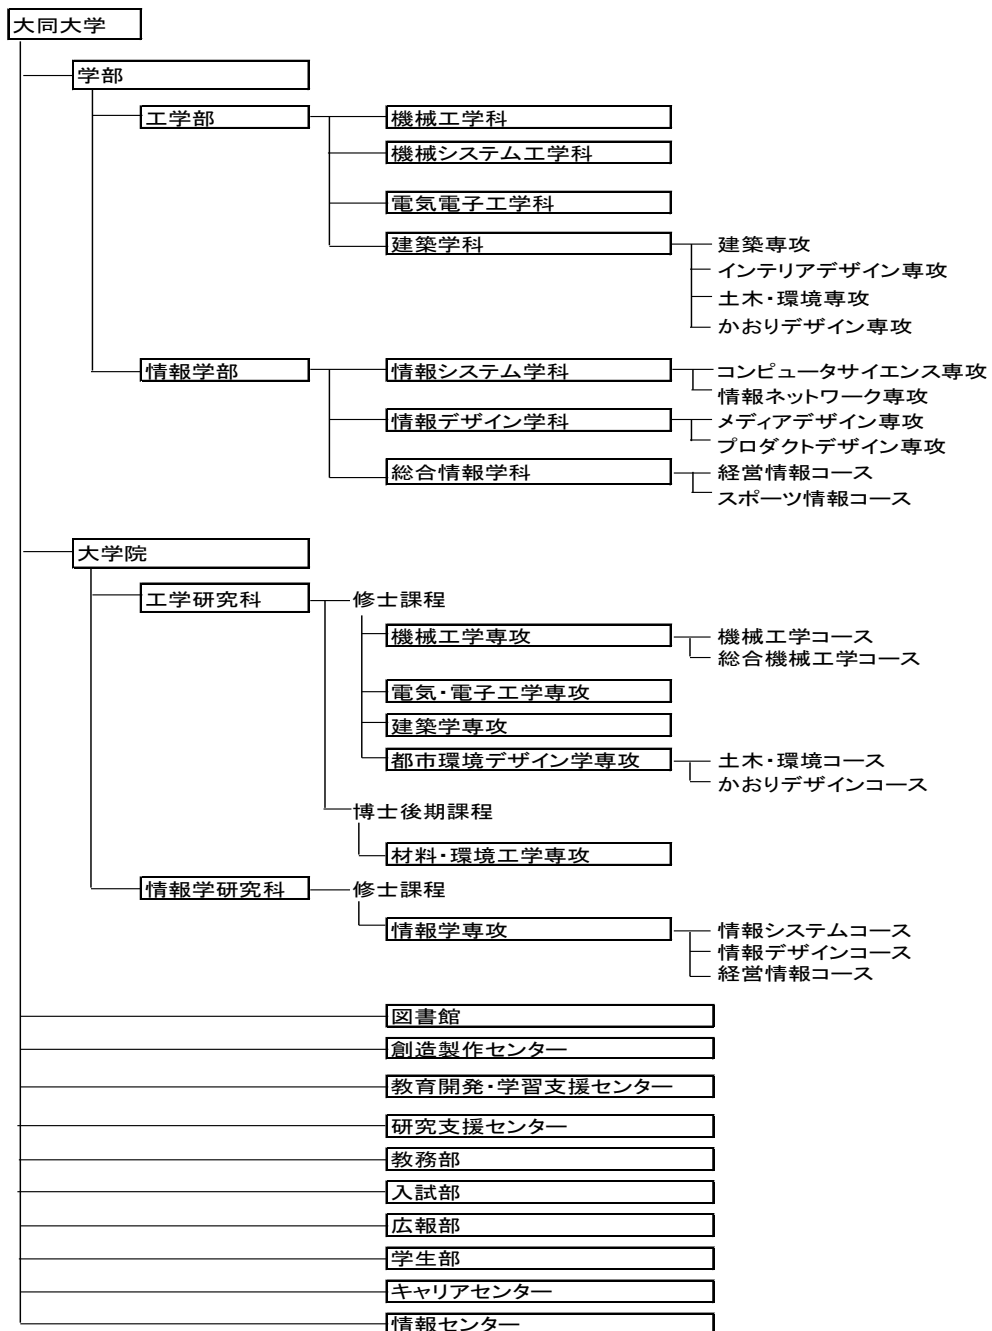 大同大学
学部
工学部
機械工学科
機械システム工学科
電気電子工学科
建築学科
建築専攻
インテリアデザイン専攻
土木・環境専攻
かおりデザイン専攻
情報学部
情報システム学科
コンピュータサイエンス専攻
情報ネットワーク専攻
情報デザイン学科
メディアデザイン専攻
プロダクトデザイン専攻
総合情報学科
経営情報コース
スポーツ情報コース
大学院
工学研究科
修士課程
機械工学専攻
機械工学コース
総合機械工学コース
電気・電子工学専攻
建築学専攻
都市環境デザイン学専攻
土木・環境コース
かおりデザインコース
博士後期課程
材料・環境工学専攻
情報学研究科
修士課程
情報学専攻
情報システムコース
情報デザインコース
経営情報コース
図書館
創造製作センター
教育開発・学習支援センター
研究支援センター
教務部
入試部
広報部
学生部
キャリアセンター
情報センター